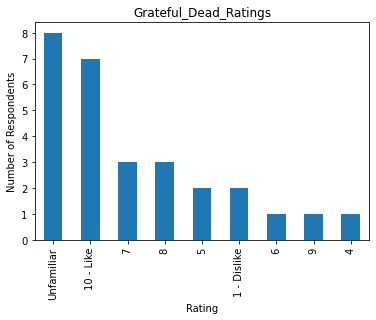 Grateful_Dead_Ratings
Number of Respondents
8
7
6
5
4
3
2
1
0
Unfamiliar
10 - Like
7
8
5
1 - Dislike
6
9
4
Rating